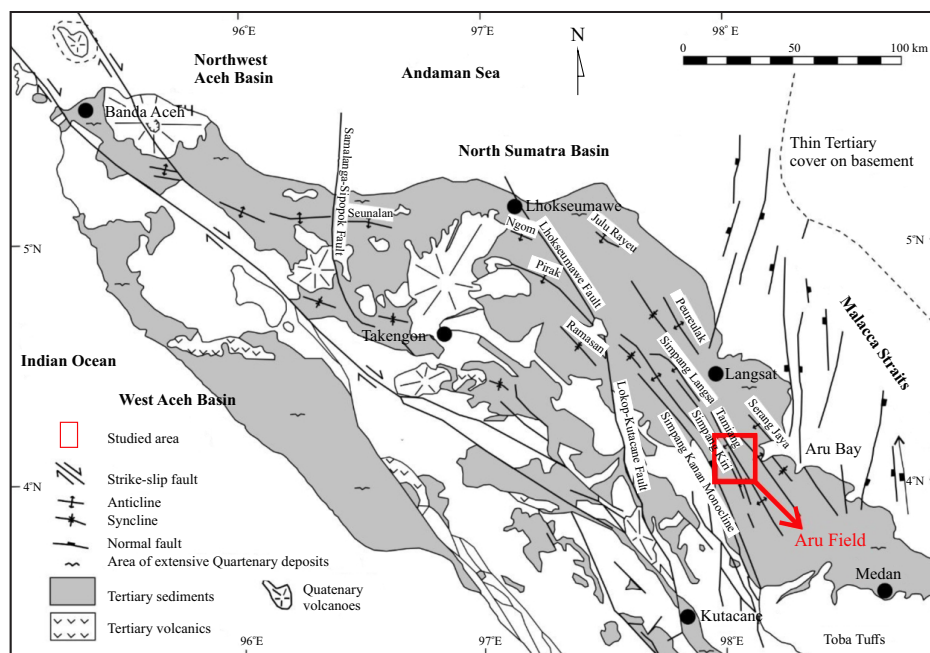 96°E
97°E
98°E
N
0
50
100 km
Northwest
Aceh Basin
Andaman Sea
Banda Aceh
Thin Tertiary
cover on basement
North Sumatra Basin
Samalanga-Sipopok Fault
Lhokseumawe
Seunalan
Ngom
Julu Rayeu
5°N
5°N
Lhokseumawe Fault
Pirak
Peureulak
Malacca Straits
Takengon
Ramasan
Indian Ocean
Simpang Langsa
Langsat
West Aceh Basin
Lokop-Kutacane Fault
Tamiang
Serang Jaya
Simpang Kiri
Simpang Kanan Monocline
Aru Bay
Studied area
Strike-slip fault
4°N
4°N
Anticline
Syncline
Normal fault
Aru Field
Area of extensive Quartenary deposits
Medan
Tertiary sediments
Quatenary
volcanoes
Kutacane
Tertiary volcanics
96°E
97°E
98°E
Toba Tuffs